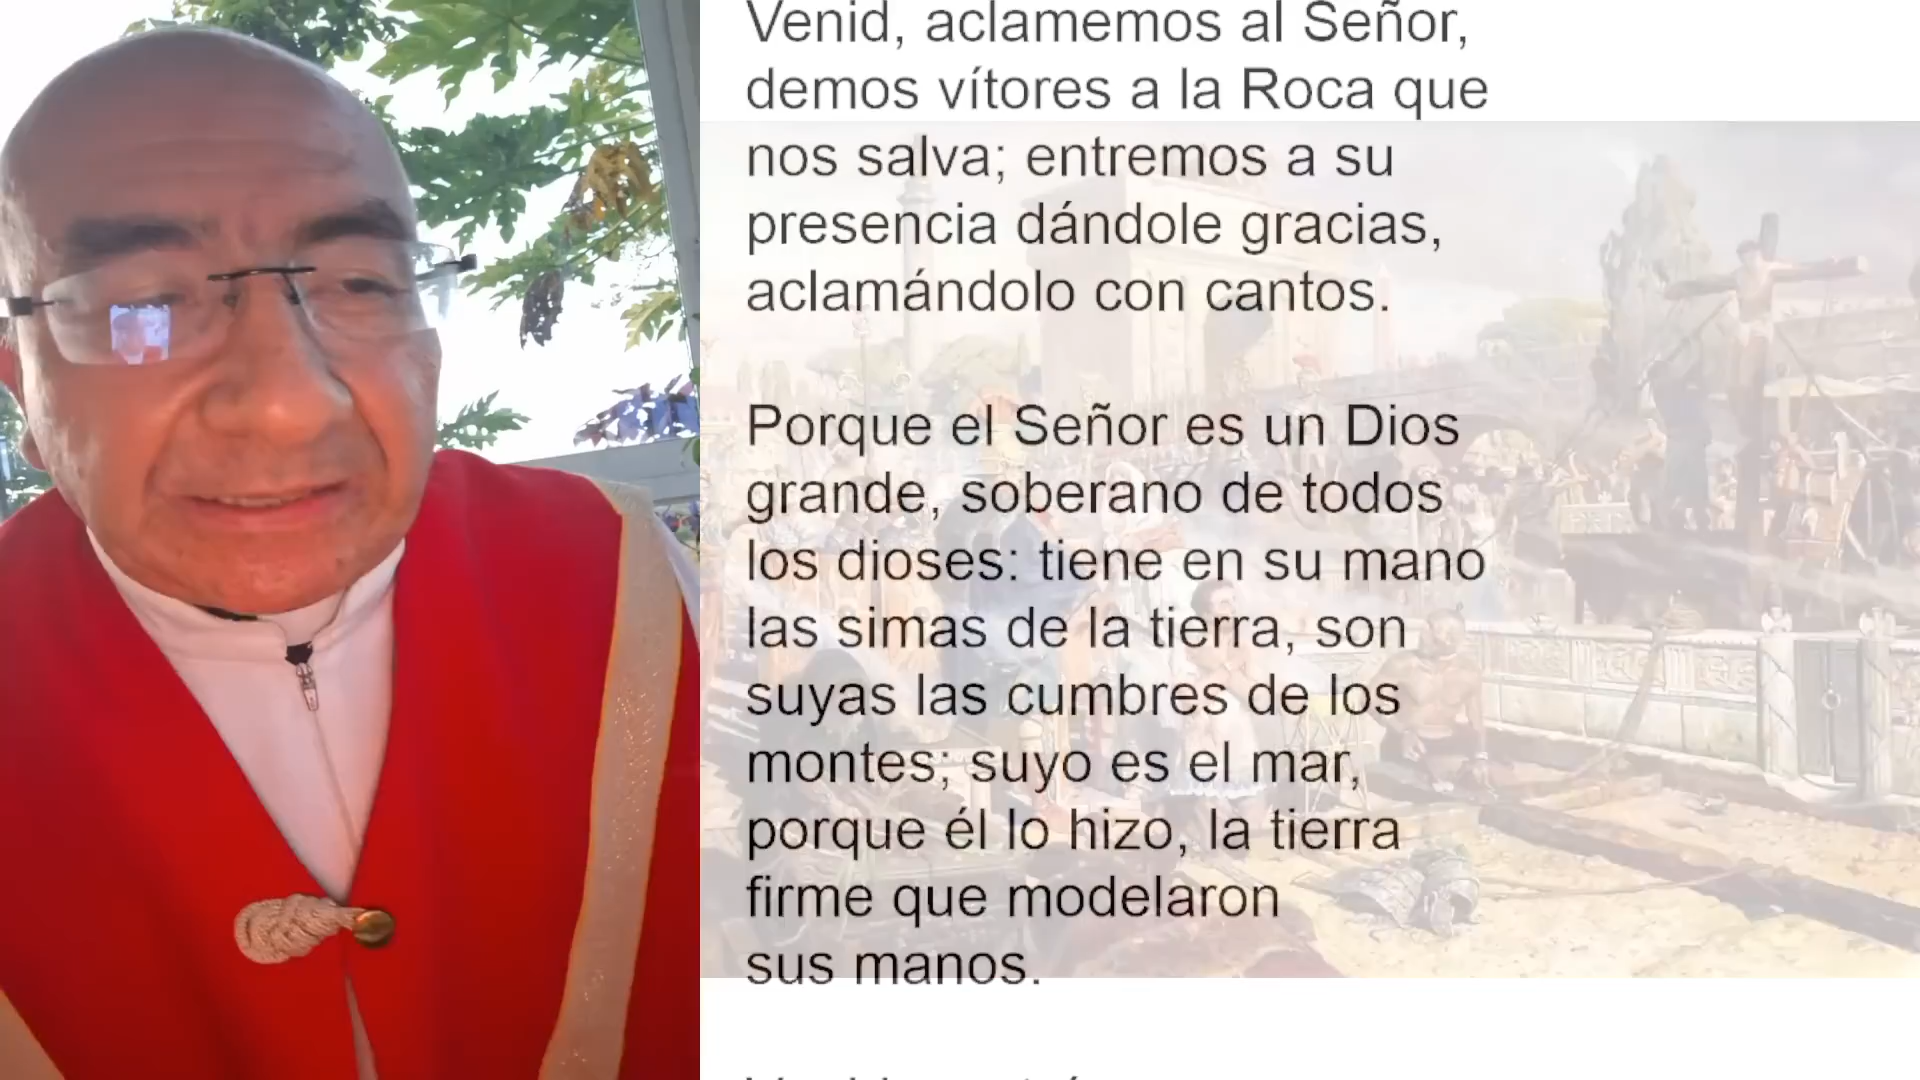 Venid, aclamemos al Señor,
demos vítores a la Roca que
nos salva; entremos a su
presencia dándole gracias,
aclamándolo con cantos.
Porque el Señor es un Dios
grande, soberano de todos
los dioses: tiene en su mano
las simas de la tierra, son
suyas las cumbres de los
montes; suyo es el mar,
porque él lo hizo, la tierra
firme que modelaron
sus manos.